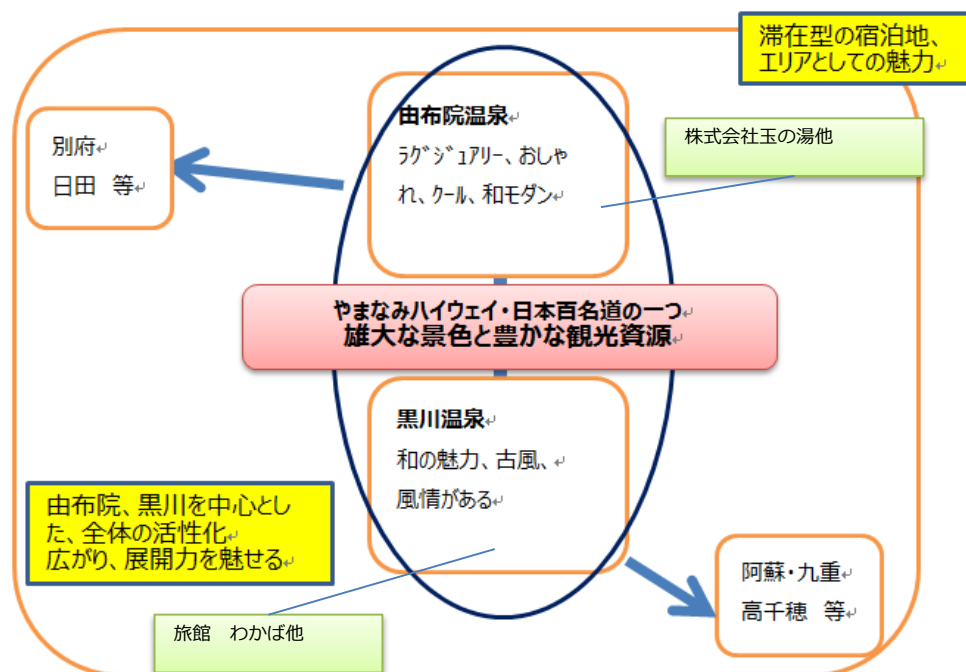 滞在型の宿泊地、
エリアとしての魅力↵
由布院温泉↵
ﾗｸﾞｼﾞｭｱﾘｰ、おしゃ
れ、ｸｰﾙ、和モダン↵
株式会社玉の湯他
別府↵
日田　等↵
やまなみハイウェイ・日本百名道の一つ↵
雄大な景色と豊かな観光資源↵
黒川温泉↵
和の魅力、古風、↵
風情がある↵
由布院、黒川を中心とし
た、全体の活性化↵
広がり、展開力を魅せる↵
阿蘇・九重↵
高千穂　等↵
旅館　わかば他